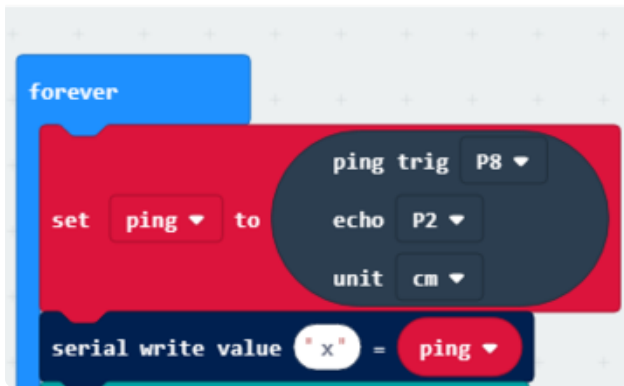 forever
ping trig P8
set ping to echo P2
unit cm
serial write value "x" = ping